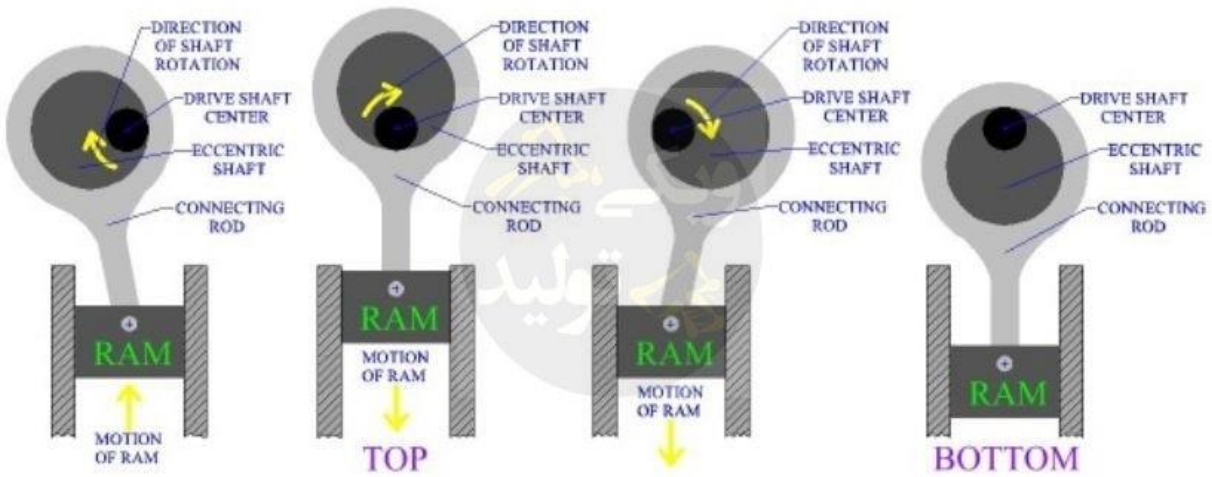 DIRECTION
OF SHAFT
ROTATION
DRIVE SHAFT
CENTER
ECCENTRIC
SHAFT
CONNECTING
ROD
RAM
MOTION
OF RAM
DIRECTION
OF SHAFT
ROTATION
DRIVE SHAFT
CENTER
ECCENTRIC
SHAFT
CONNECTING
ROD
RAM
MOTION
OF RAM
TOP
DIRECTION
OF SHAFT
ROTATION
DRIVE SHAFT
CENTER
ECCENTRIC
SHAFT
CONNECTING
ROD
RAM
MOTION
OF RAM
DRIVE SHAFT
CENTER
ECCENTRIC
SHAFT
CONNECTING
ROD
RAM
BOTTOM
تولید